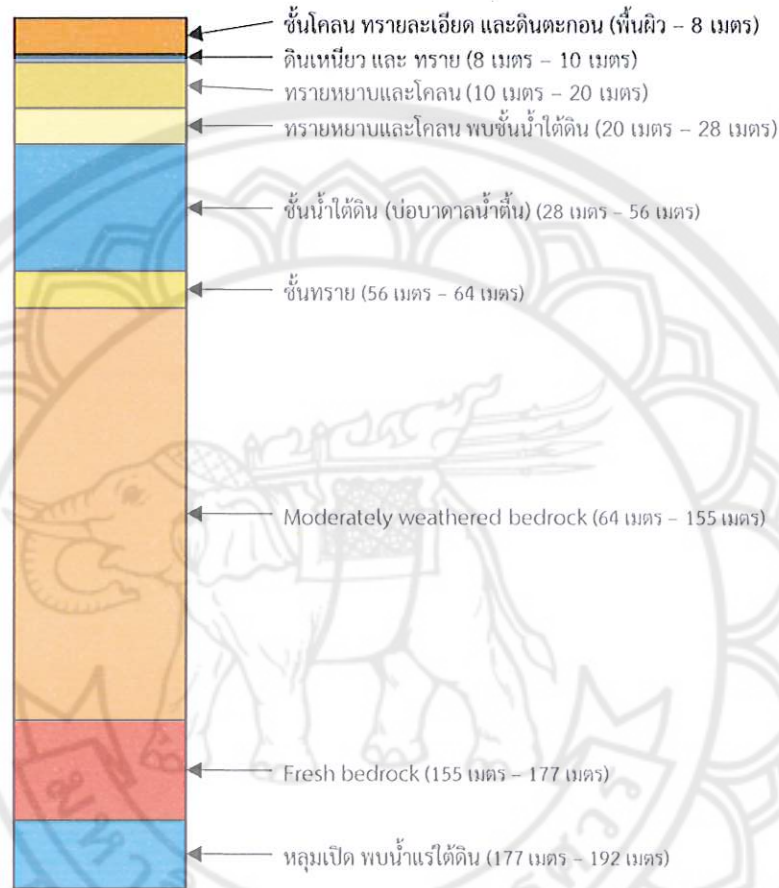 ชั้นโคลน ทรายละเอียด และดินตะกอน (พื้นผิว – 8 เมตร)
ดินเหนียว และ ทราย (8 เมตร – 10 เมตร)
ทรายหยาบและโคลน (10 เมตร – 20 เมตร)
ทรายหยาบและโคลน พบชั้นน้ำใต้ดิน (20 เมตร – 28 เมตร)
ชั้นน้ำใต้ดิน (บ่อบาดาลน้ำตื้น) (28 เมตร – 56 เมตร)
ชั้นทราย (56 เมตร – 64 เมตร)
Moderately weathered bedrock (64 เมตร – 155 เมตร)
Fresh bedrock (155 เมตร – 177 เมตร)
หลุมเปิด พบน้ำแร่ใต้ดิน (177 เมตร – 192 เมตร)